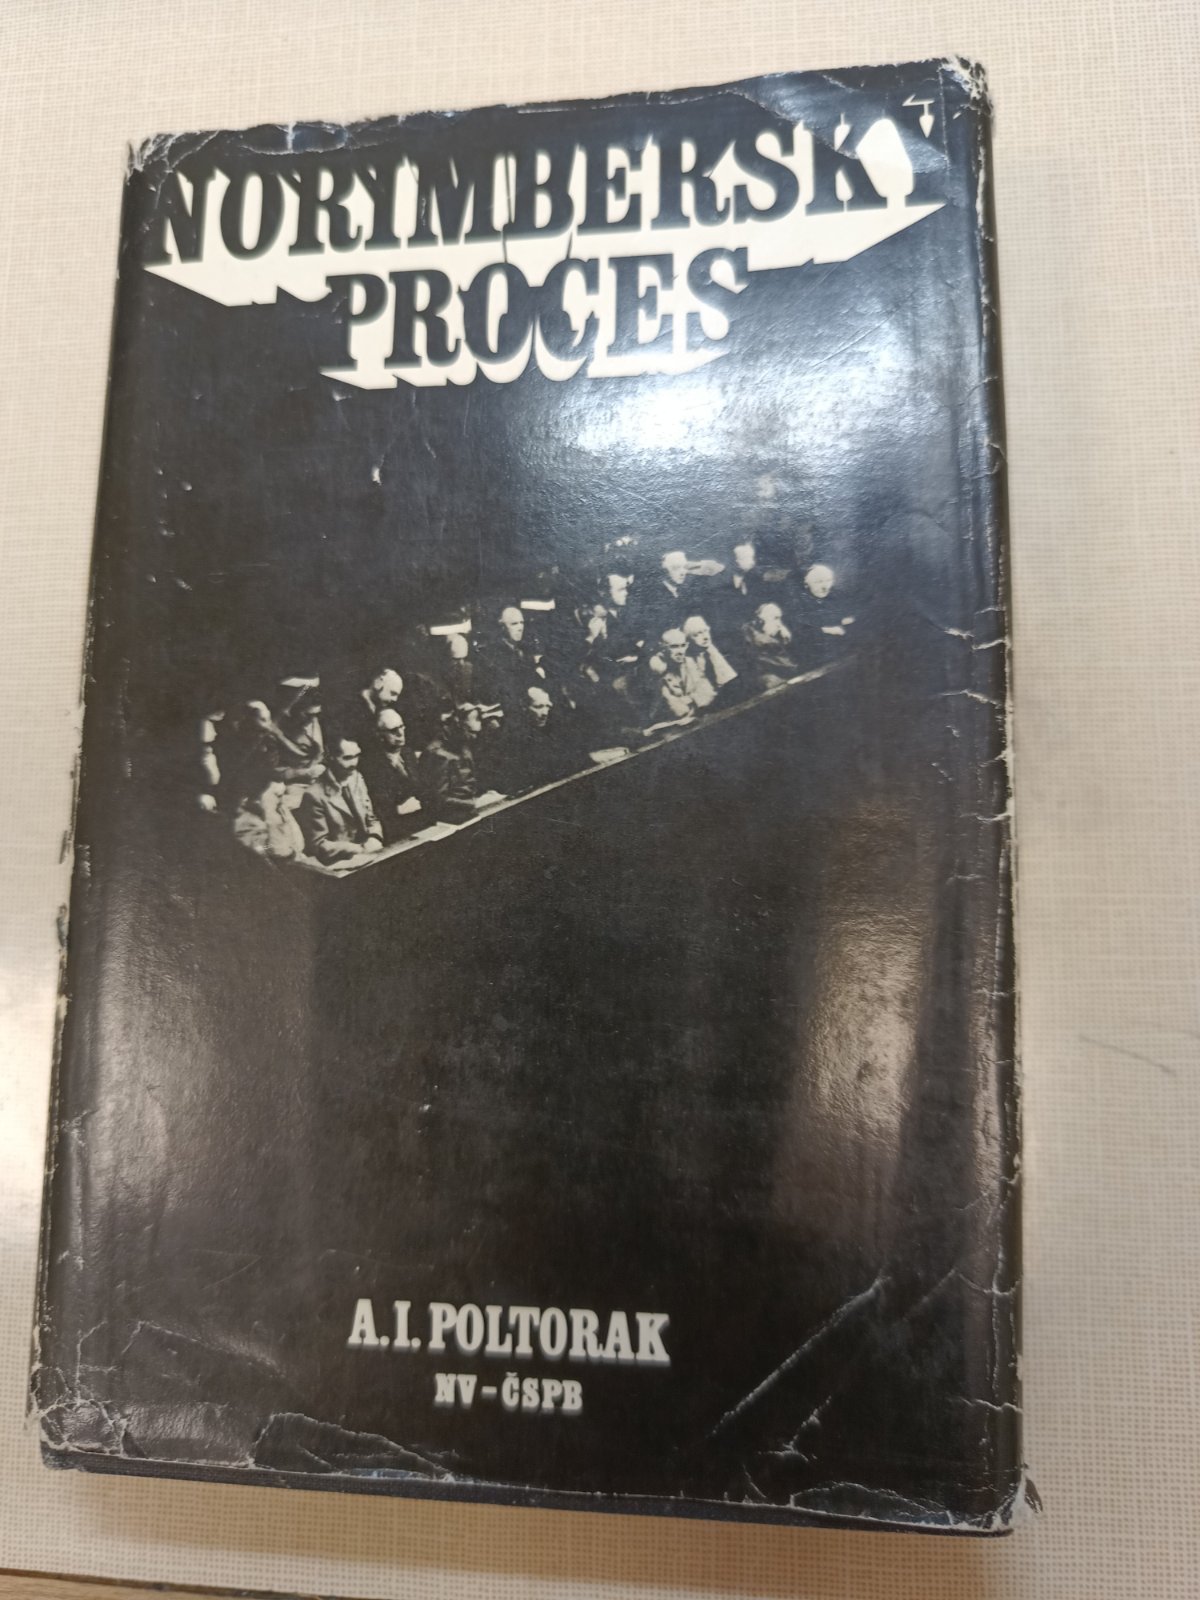 NORIMBERSKÝ
PROCES
A.I. POLTORAK
NV – ČSPB